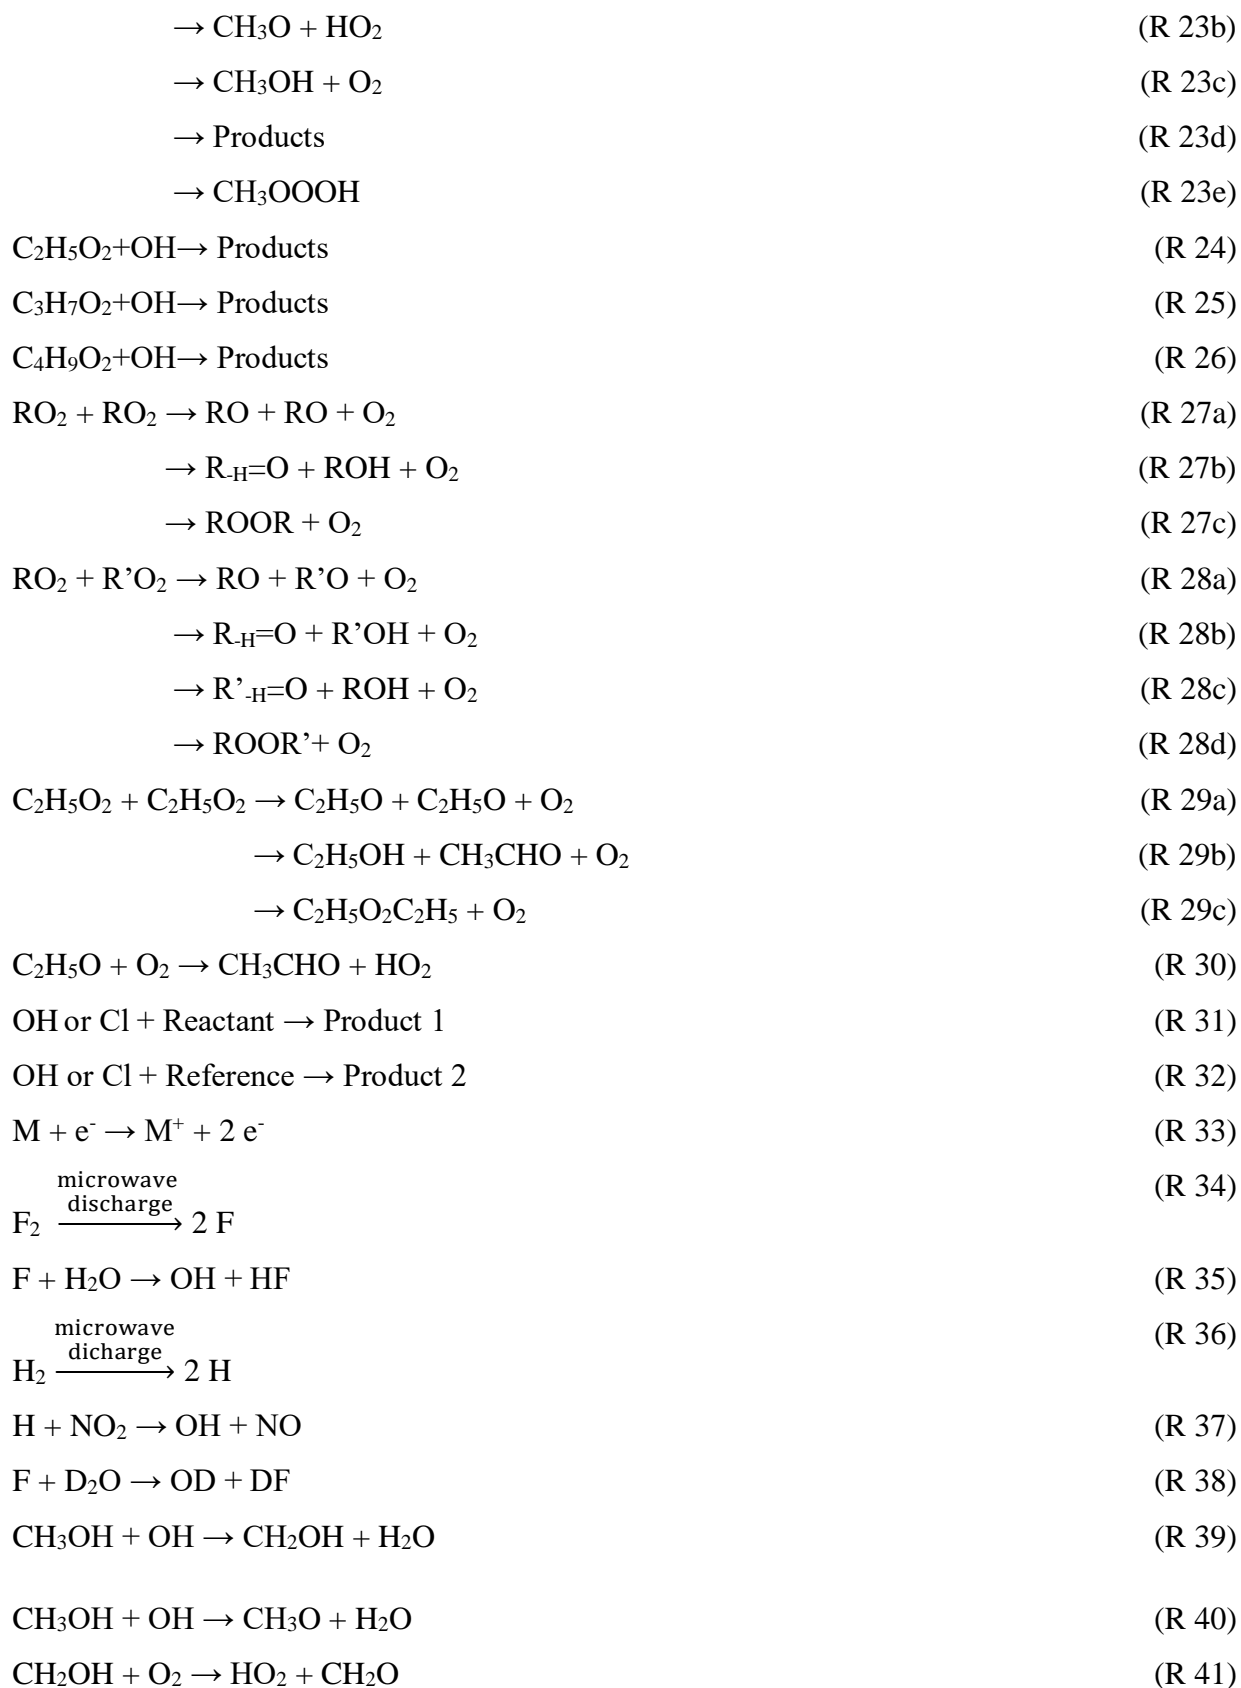 → CH₃O + HO₂ (R 23b)
→ CH₃OH + O₂ (R 23c)
→ Products (R 23d)
→ CH₃OOOH (R 23e)
C₂H₅O₂+OH→ Products (R 24)
C₃H₇O₂+OH→ Products (R 25)
C₄H₉O₂+OH→ Products (R 26)
RO₂ + RO₂ → RO + RO + O₂ (R 27a)
→ R₋H=O + ROH + O₂ (R 27b)
→ ROOR + O₂ (R 27c)
RO₂ + R’O₂ → RO + R’O + O₂ (R 28a)
→ R₋H=O + R’OH + O₂ (R 28b)
→ R’₋H=O + ROH + O₂ (R 28c)
→ ROOR’+ O₂ (R 28d)
C₂H₅O₂ + C₂H₅O₂ → C₂H₅O + C₂H₅O + O₂ (R 29a)
→ C₂H₅OH + CH₃CHO + O₂ (R 29b)
→ C₂H₅O₂C₂H₅ + O₂ (R 29c)
C₂H₅O + O₂ → CH₃CHO + HO₂ (R 30)
OH or Cl + Reactant → Product 1 (R 31)
OH or Cl + Reference → Product 2 (R 32)
M + e⁻ → M⁺ + 2 e⁻ (R 33)
microwave (R 34)
discharge
F₂ → 2 F
F + H₂O → OH + HF (R 35)
microwave (R 36)
dicharge
H₂ → 2 H
H + NO₂ → OH + NO (R 37)
F + D₂O → OD + DF (R 38)
CH₃OH + OH → CH₂OH + H₂O (R 39)
CH₃OH + OH → CH₃O + H₂O (R 40)
CH₂OH + O₂ → HO₂ + CH₂O (R 41)